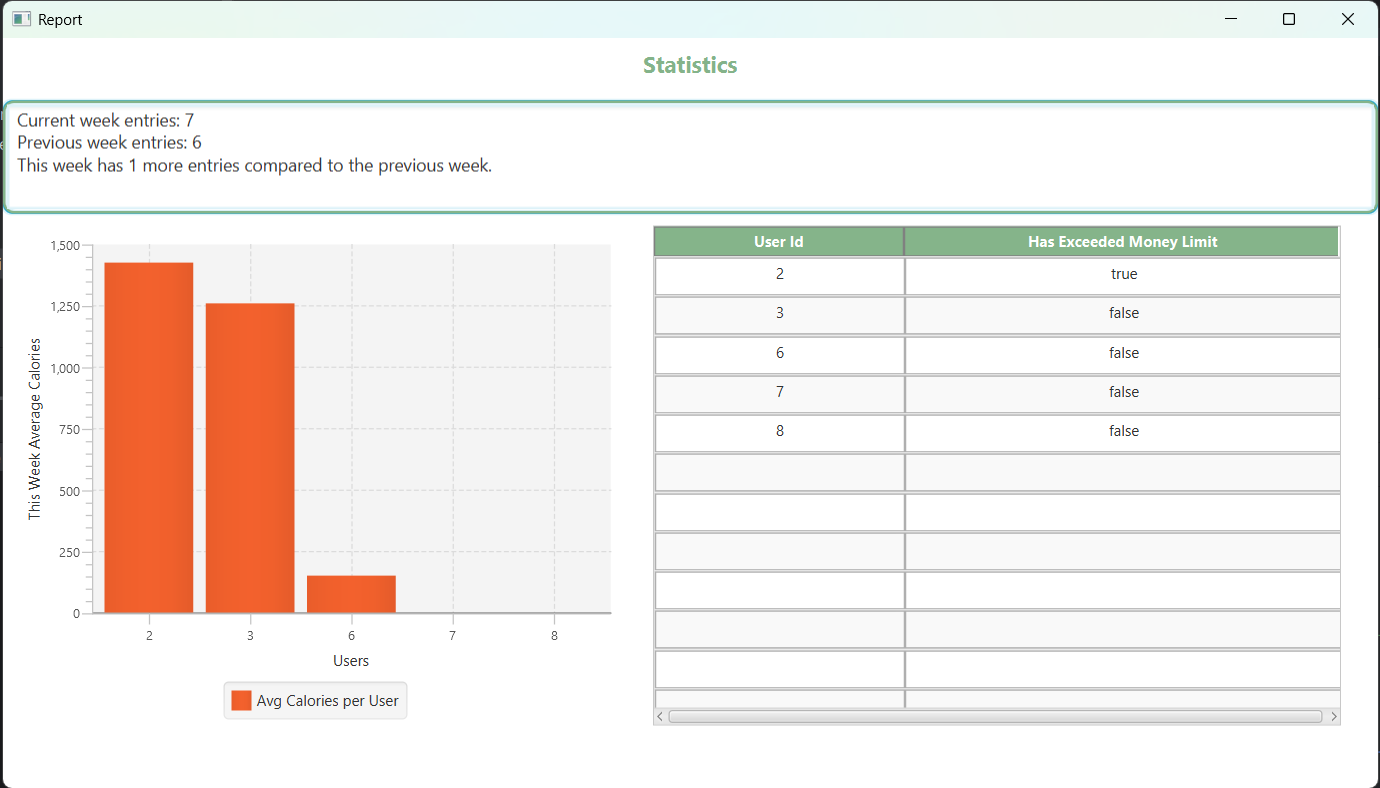 Report
Statistics
Current week entries: 7
Previous week entries: 6
This week has 1 more entries compared to the previous week.
This Week Average Calories
1,500
1,250
1,000
750
500
250
0
2 3 6 7 8
Users
Avg Calories per User
User Id Has Exceeded Money Limit
2 true
3 false
6 false
7 false
8 false